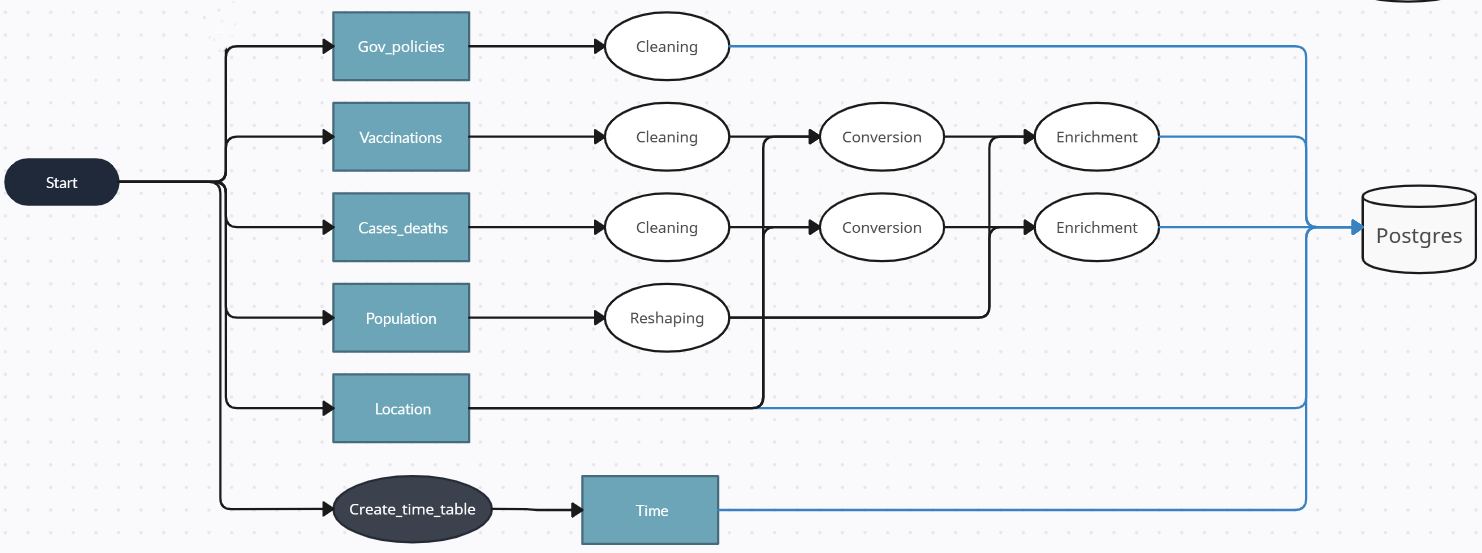 Gov_policies
Cleaning
Vaccinations
Cleaning
Conversion
Enrichment
Start
Cases_deaths
Cleaning
Conversion
Enrichment
Postgres
Population
Reshaping
Location
Create_time_table
Time